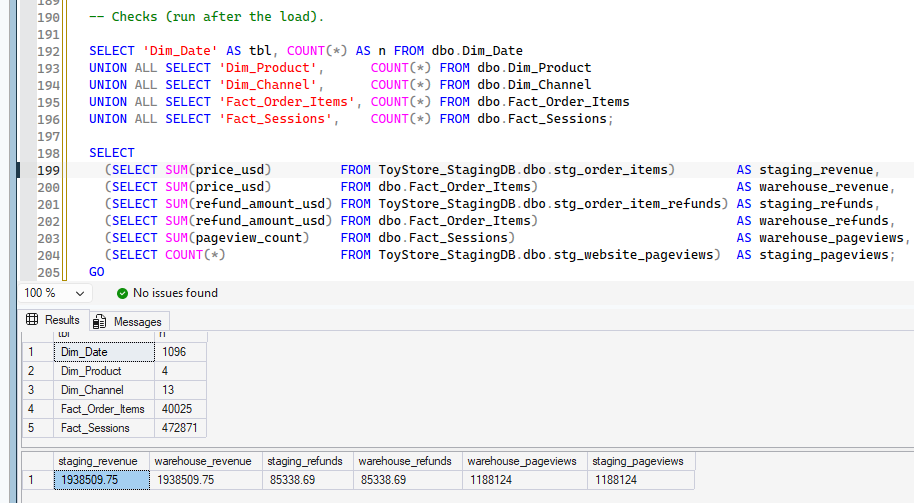 189
190 -- Checks (run after the load).
191
192 SELECT 'Dim_Date' AS tbl, COUNT(*) AS n FROM dbo.Dim_Date
193 UNION ALL SELECT 'Dim_Product', COUNT(*) FROM dbo.Dim_Product
194 UNION ALL SELECT 'Dim_Channel', COUNT(*) FROM dbo.Dim_Channel
195 UNION ALL SELECT 'Fact_Order_Items', COUNT(*) FROM dbo.Fact_Order_Items
196 UNION ALL SELECT 'Fact_Sessions', COUNT(*) FROM dbo.Fact_Sessions;
197
198 SELECT
199 (SELECT SUM(price_usd) FROM ToyStore_StagingDB.dbo.stg_order_items) AS staging_revenue,
200 (SELECT SUM(price_usd) FROM dbo.Fact_Order_Items) AS warehouse_revenue,
201 (SELECT SUM(refund_amount_usd) FROM ToyStore_StagingDB.dbo.stg_order_item_refunds) AS staging_refunds,
202 (SELECT SUM(refund_amount_usd) FROM dbo.Fact_Order_Items) AS warehouse_refunds,
203 (SELECT SUM(pageview_count) FROM dbo.Fact_Sessions) AS warehouse_pageviews,
204 (SELECT COUNT(*) FROM ToyStore_StagingDB.dbo.stg_website_pageviews) AS staging_pageviews;
205 GO
100 % No issues found
Results Messages
tbl n
1 Dim_Date 1096
2 Dim_Product 4
3 Dim_Channel 13
4 Fact_Order_Items 40025
5 Fact_Sessions 472871
staging_revenue warehouse_revenue staging_refunds warehouse_refunds warehouse_pageviews staging_pageviews
1 1938509.75 1938509.75 85338.69 85338.69 1188124 1188124